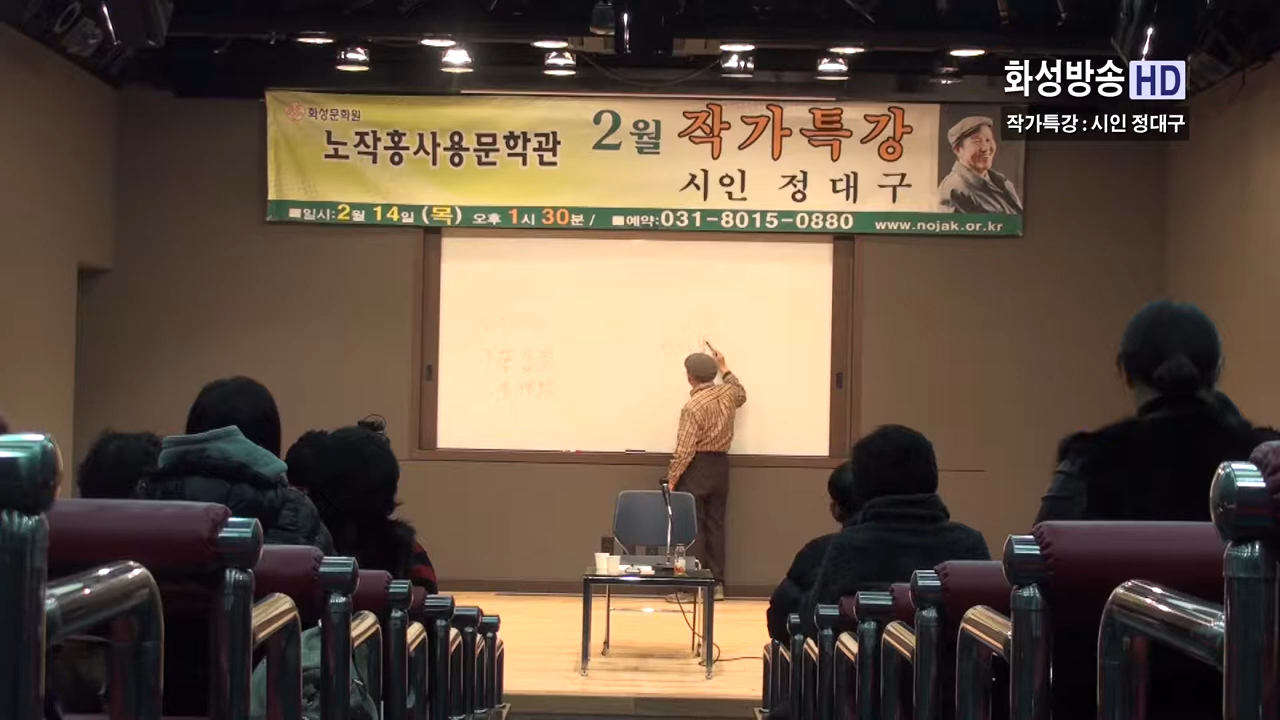 화성방송 HD
작가특강 : 시인 정대구
화성문학원
노작홍사용문학관
2월 작가특강
시인 정대구
■일시:2월 14일 (목) 오후 1시 30분 / ■예약:031-8015-0880 www.nojak.or.kr